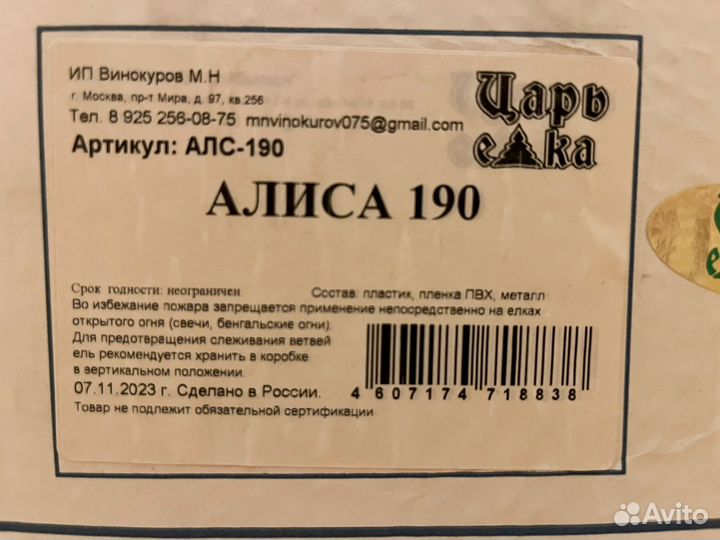 ИП Винокуров М.Н
г. Москва, пр-т Мира, д. 97, кв.256
Тел. 8 925 256-08-75 mnvinokurov075@gmail.com
Царь
елка
Артикул: АЛС-190
АЛИСА 190
Срок годности: неограничен
Состав: пластик, пленка ПВХ, металл
Во избежание пожара запрещается применение непосредственно на елках
открытого огня (свечи, бенгальские огни).
Для предотвращения слеживания ветвей
ель рекомендуется хранить в коробке
в вертикальном положении.
07.11.2023 г. Сделано в России.
4 607174 718838
Товар не подлежит обязательной сертификации
Avito